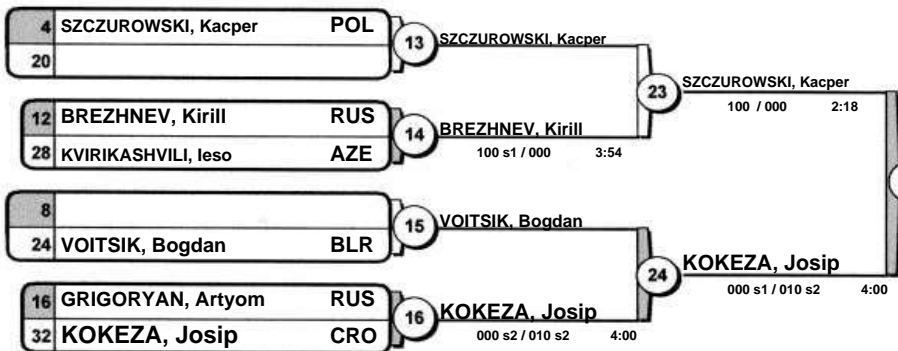 4 SZCZUROWSKI, Kacper POL
20
13 SZCZUROWSKI, Kacper
12 BREZHNEV, Kirill RUS
28 KVIRIKASHVILI, Ieso AZE
14 BREZHNEV, Kirill
100 s1 / 000 3:54
23 SZCZUROWSKI, Kacper
100 / 000 2:18
8
24 VOITSIK, Bogdan BLR
15 VOITSIK, Bogdan
16 GRIGORYAN, Artyom RUS
32 KOKEZA, Josip CRO
16 KOKEZA, Josip
000 s2 / 010 s2 4:00
24 KOKEZA, Josip
000 s1 / 010 s2 4:00